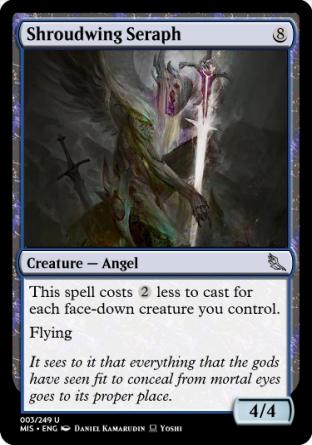 Shroudwing Seraph 8
Creature — Angel
This spell costs 2 less to cast for
each face-down creature you control.
Flying
It sees to it that everything that the gods
have seen fit to conceal from mortal eyes
goes to its proper place.
4/4
003/249 U
MIS • ENG Daniel Kamarudin Yoshi